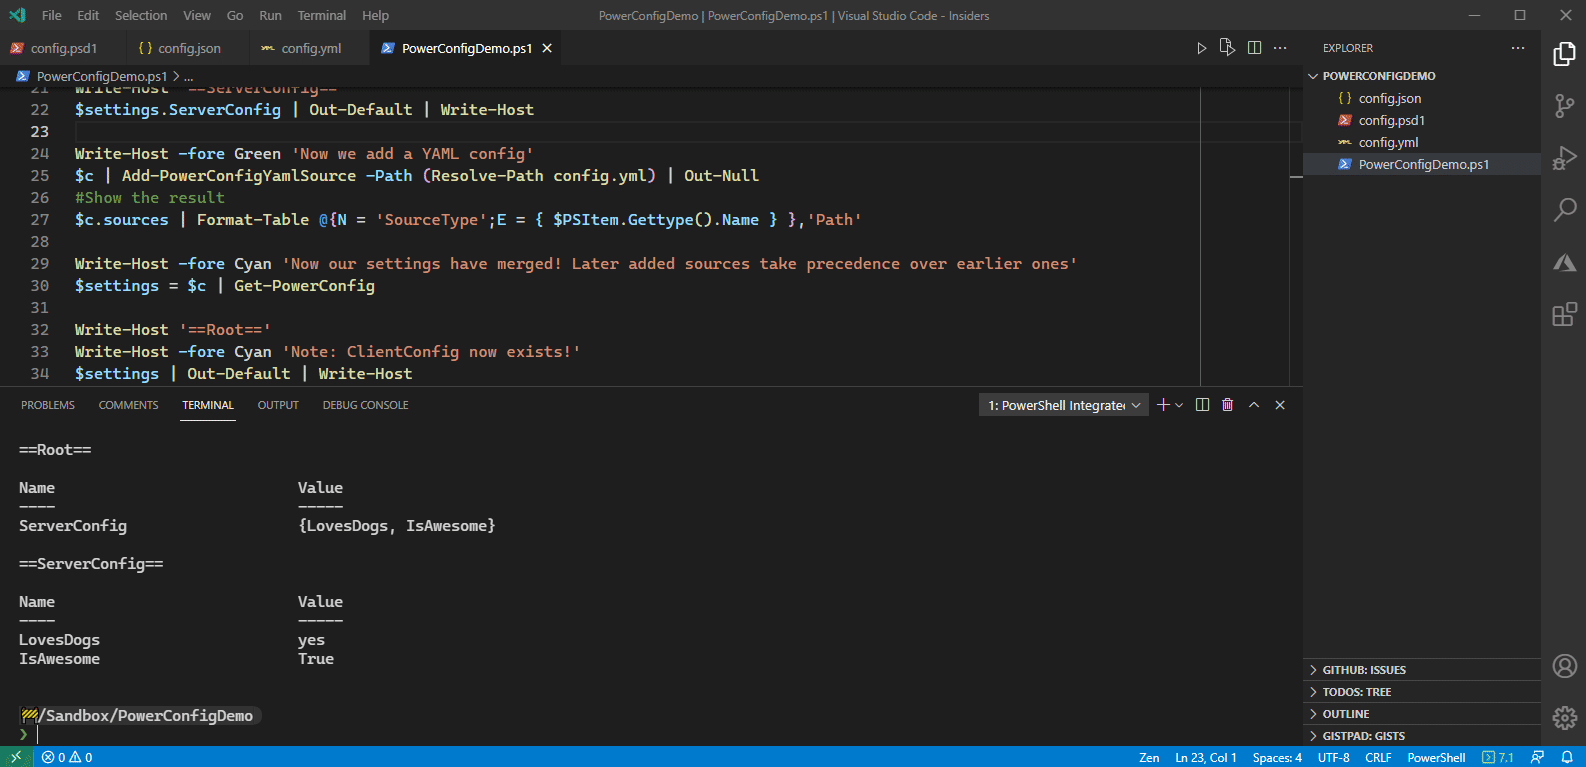 File Edit Selection View Go Run Terminal Help PowerConfigDemo | PowerConfigDemo.ps1 | Visual Studio Code - Insiders
config.psd1 { } config.json YAML config.yml PowerConfigDemo.ps1
EXPLORER
PowerConfigDemo.ps1 > ...
21 Write-Host '==ServerConfig=='
22 $settings.ServerConfig | Out-Default | Write-Host
23
24 Write-Host -fore Green 'Now we add a YAML config'
25 $c | Add-PowerConfigYamlSource -Path (Resolve-Path config.yml) | Out-Null
26 #Show the result
27 $c.sources | Format-Table @{N = 'SourceType';E = { $PSItem.Gettype().Name } },'Path'
28
29 Write-Host -fore Cyan 'Now our settings have merged! Later added sources take precedence over earlier ones'
30 $settings = $c | Get-PowerConfig
31
32 Write-Host '==Root=='
33 Write-Host -fore Cyan 'Note: ClientConfig now exists!'
34 $settings | Out-Default | Write-Host
POWERCONFIGDEMO
{ } config.json
config.psd1
YAML config.yml
PowerConfigDemo.ps1
PROBLEMS COMMENTS TERMINAL OUTPUT DEBUG CONSOLE 1: PowerShell Integrate
==Root==
Name Value
---- -----
ServerConfig {LovesDogs, IsAwesome}
==ServerConfig==
Name Value
---- -----
LovesDogs yes
IsAwesome True
/Sandbox/PowerConfigDemo
❯
GITHUB: ISSUES
TODOS: TREE
OUTLINE
GISTPAD: GISTS
0 0 Zen Ln 23, Col 1 Spaces: 4 UTF-8 CRLF PowerShell 7.1